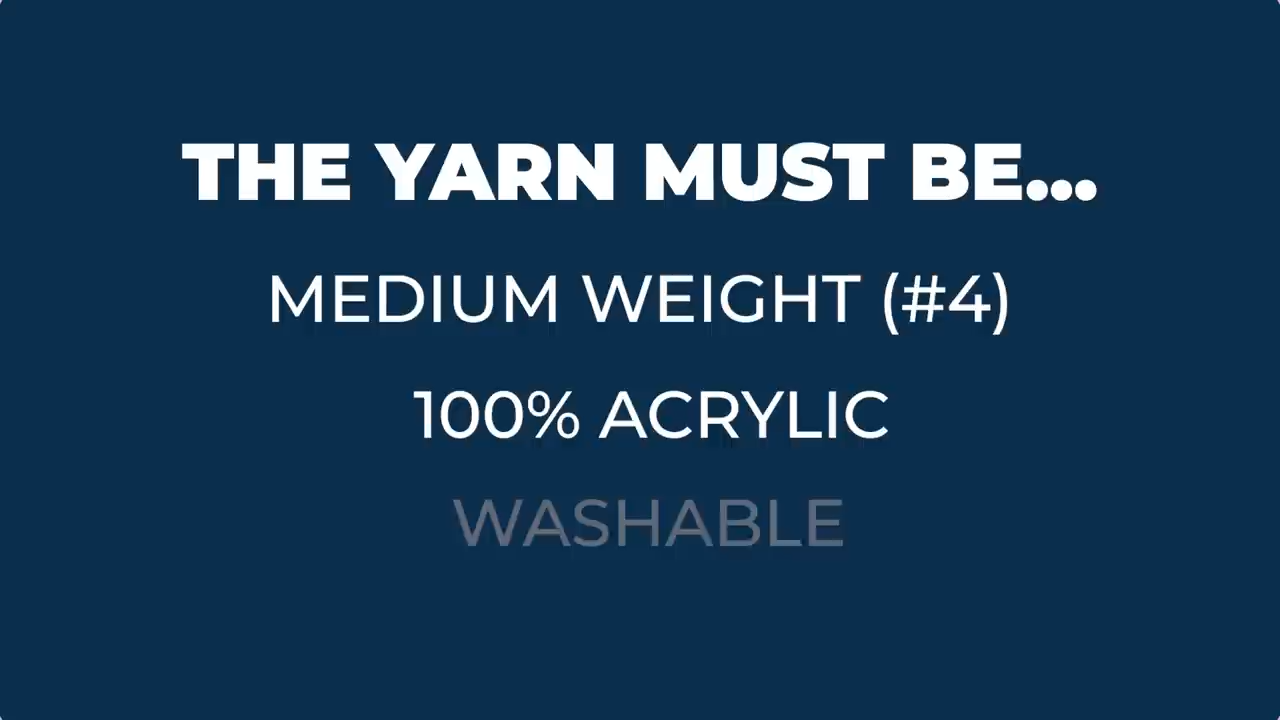 THE YARN MUST BE...
MEDIUM WEIGHT (#4)
100% ACRYLIC
WASHABLE